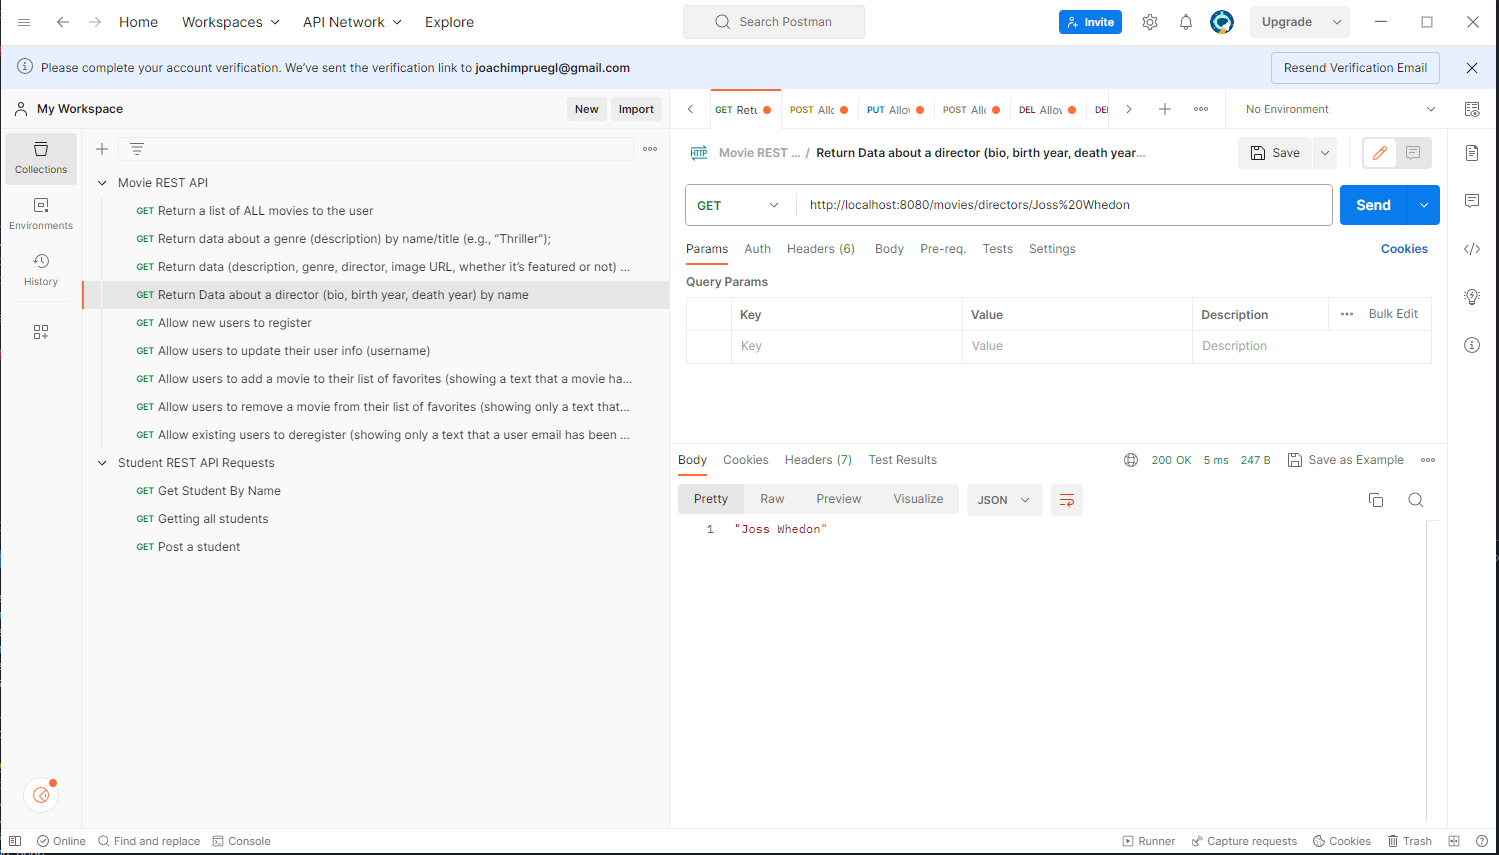 Home
Workspaces
API Network
Explore
Search Postman
Invite
Upgrade
Please complete your account verification. We've sent the verification link to joachimpruegl@gmail.com
Resend Verification Email
My Workspace
New
Import
GET Retu
POST Allo
PUT Allov
POST Allo
DEL Allov
DEL
No Environment
Collections
Environments
History
Movie REST API
GET Return a list of ALL movies to the user
GET Return data about a genre (description) by name/title (e.g., “Thriller”);
GET Return data (description, genre, director, image URL, whether it’s featured or not) ...
GET Return Data about a director (bio, birth year, death year) by name
GET Allow new users to register
GET Allow users to update their user info (username)
GET Allow users to add a movie to their list of favorites (showing a text that a movie ha...
GET Allow users to remove a movie from their list of favorites (showing only a text that...
GET Allow existing users to deregister (showing only a text that a user email has been ...
Student REST API Requests
GET Get Student By Name
GET Getting all students
GET Post a student
HTTP
Movie REST ... / Return Data about a director (bio, birth year, death year...
Save
GET
http://localhost:8080/movies/directors/Joss%20Whedon
Send
Params
Auth
Headers (6)
Body
Pre-req.
Tests
Settings
Cookies
Query Params
Key
Value
Description
Bulk Edit
Key
Value
Description
Body
Cookies
Headers (7)
Test Results
200 OK
5 ms
247 B
Save as Example
Pretty
Raw
Preview
Visualize
JSON
1
"Joss Whedon"
Online
Find and replace
Console
Runner
Capture requests
Cookies
Trash